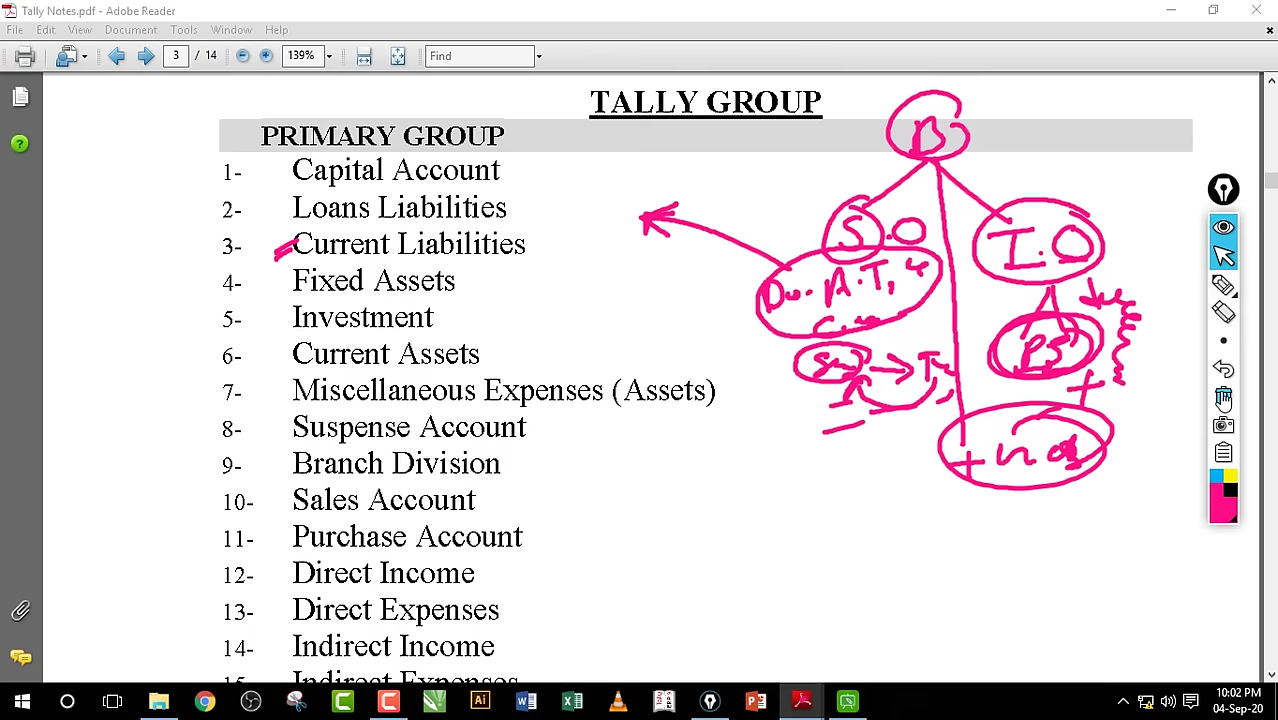 Tally Notes.pdf - Adobe Reader
File Edit View Document Tools Window Help
3 / 14 139% Find
TALLY GROUP
PRIMARY GROUP
1- Capital Account
2- Loans Liabilities
3- Current Liabilities
4- Fixed Assets
5- Investment
6- Current Assets
7- Miscellaneous Expenses (Assets)
8- Suspense Account
9- Branch Division
10- Sales Account
11- Purchase Account
12- Direct Income
13- Direct Expenses
14- Indirect Income
15- Indirect Expenses
B
S.O
I.O
10:02 PM
04-Sep-20